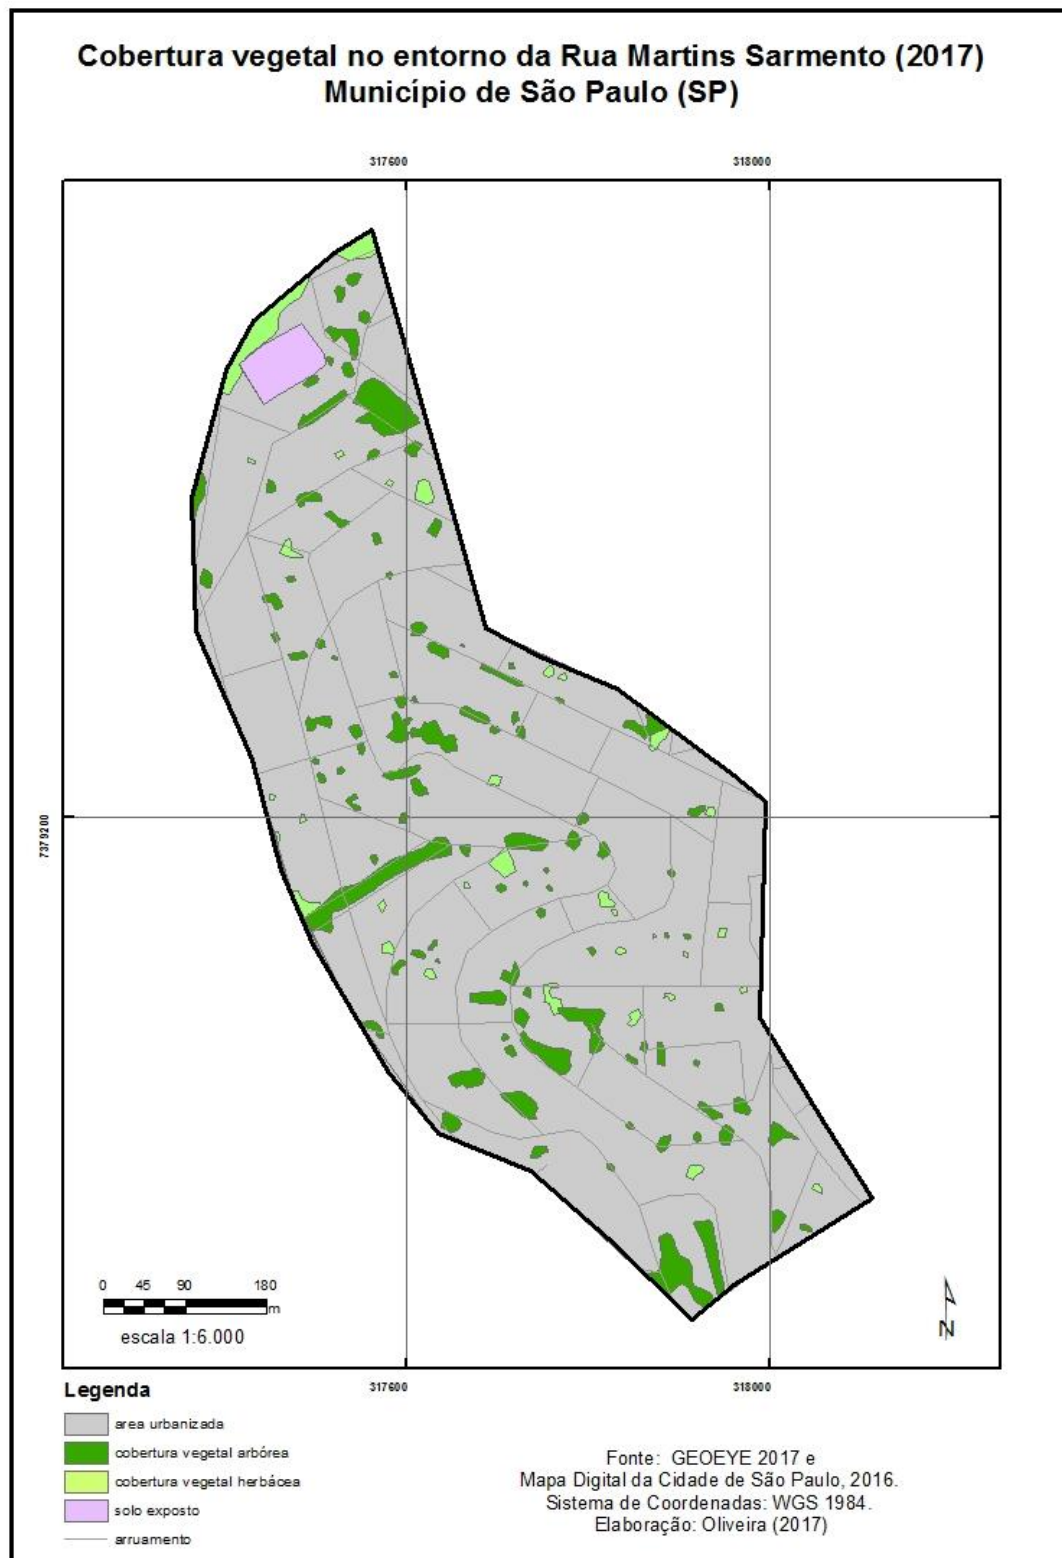 Cobertura vegetal no entorno da Rua Martins Sarmento (2017)
Município de São Paulo (SP)
317600 318000
7379200
0 45 90 180
m
escala 1:6.000
N
317600 318000
Legenda
area urbanizada
cobertura vegetal arbórea
cobertura vegetal herbácea
solo exposto
arruamento
Fonte: GEOEYE 2017 e
Mapa Digital da Cidade de São Paulo, 2016.
Sistema de Coordenadas: WGS 1984.
Elaboração: Oliveira (2017)